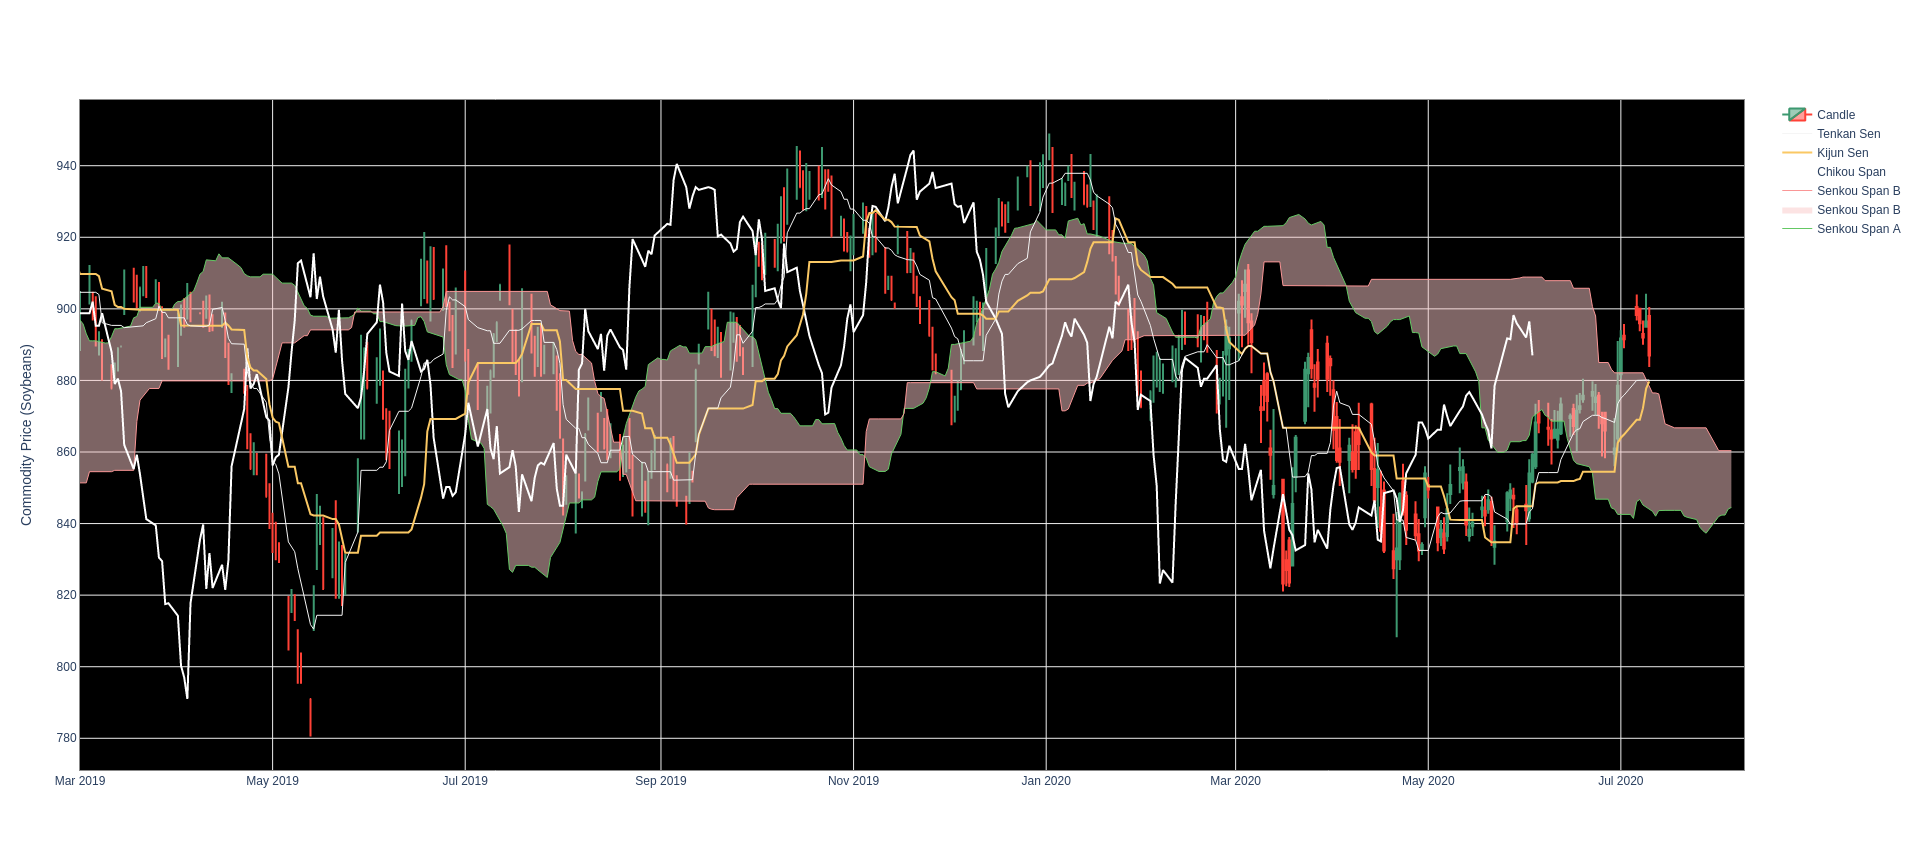 Candle
Tenkan Sen
Kijun Sen
Chikou Span
Senkou Span B
Senkou Span B
Senkou Span A
Commodity Price (Soybeans)
940
920
900
880
860
840
820
800
780
Mar 2019
May 2019
Jul 2019
Sep 2019
Nov 2019
Jan 2020
Mar 2020
May 2020
Jul 2020